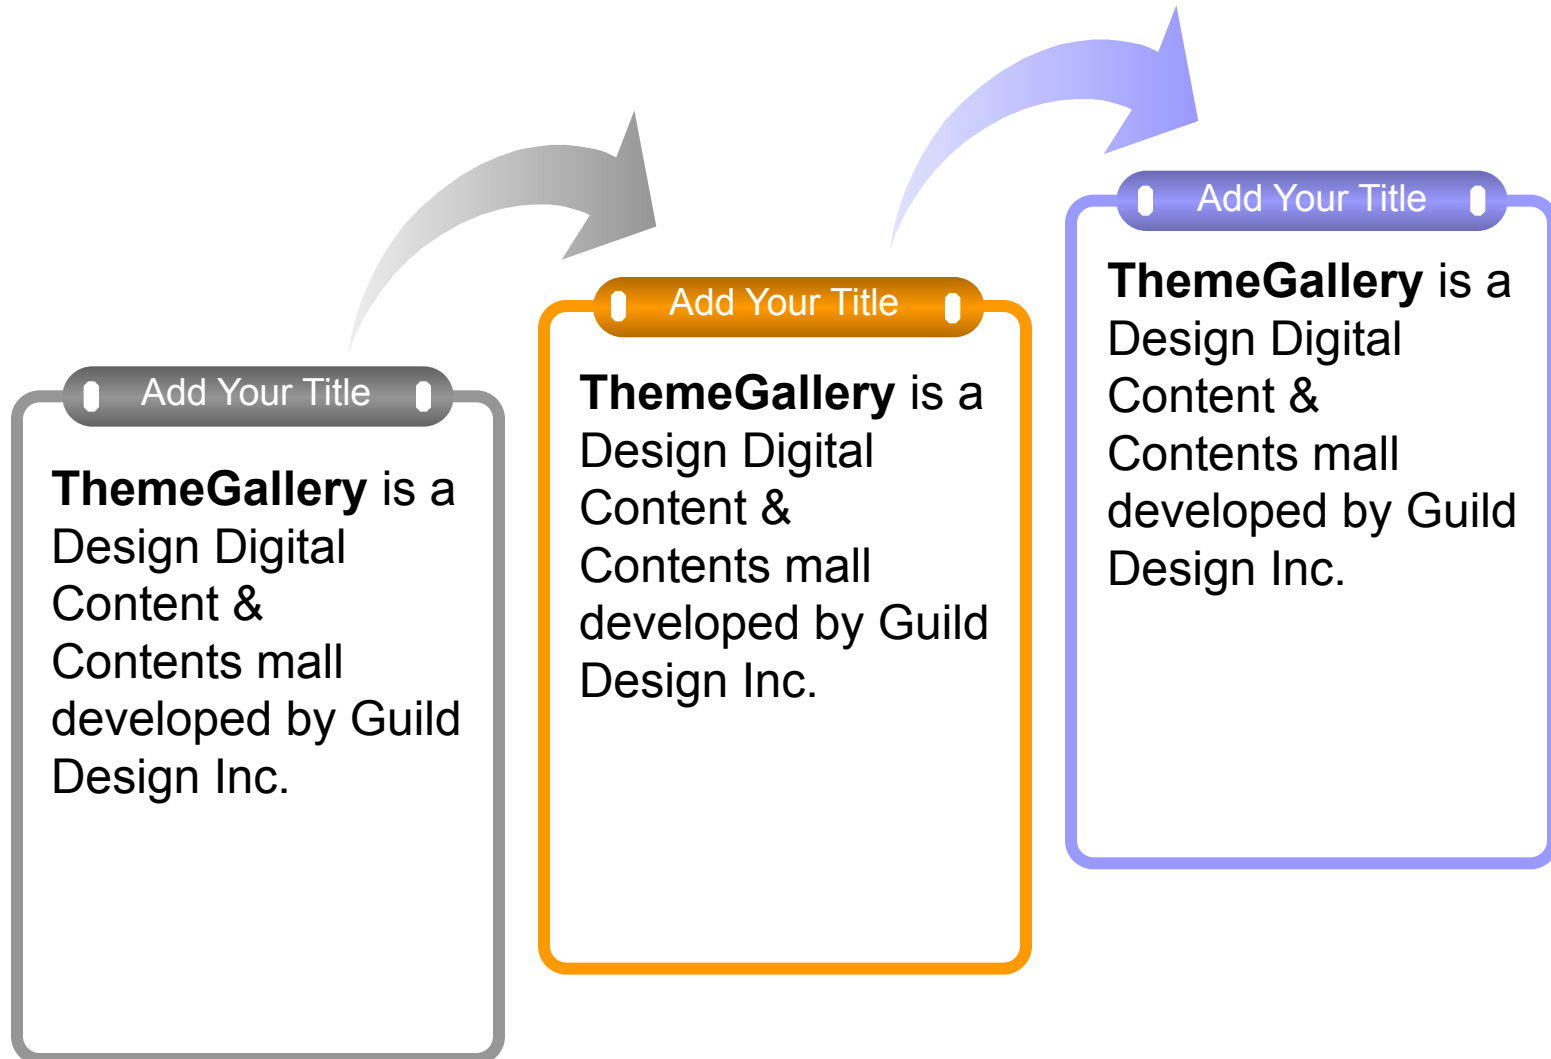 Add Your Title
ThemeGallery is a
Design Digital
Content &
Contents mall
developed by Guild
Design Inc.
Add Your Title
ThemeGallery is a
Design Digital
Content &
Contents mall
developed by Guild
Design Inc.
Add Your Title
ThemeGallery is a
Design Digital
Content &
Contents mall
developed by Guild
Design Inc.